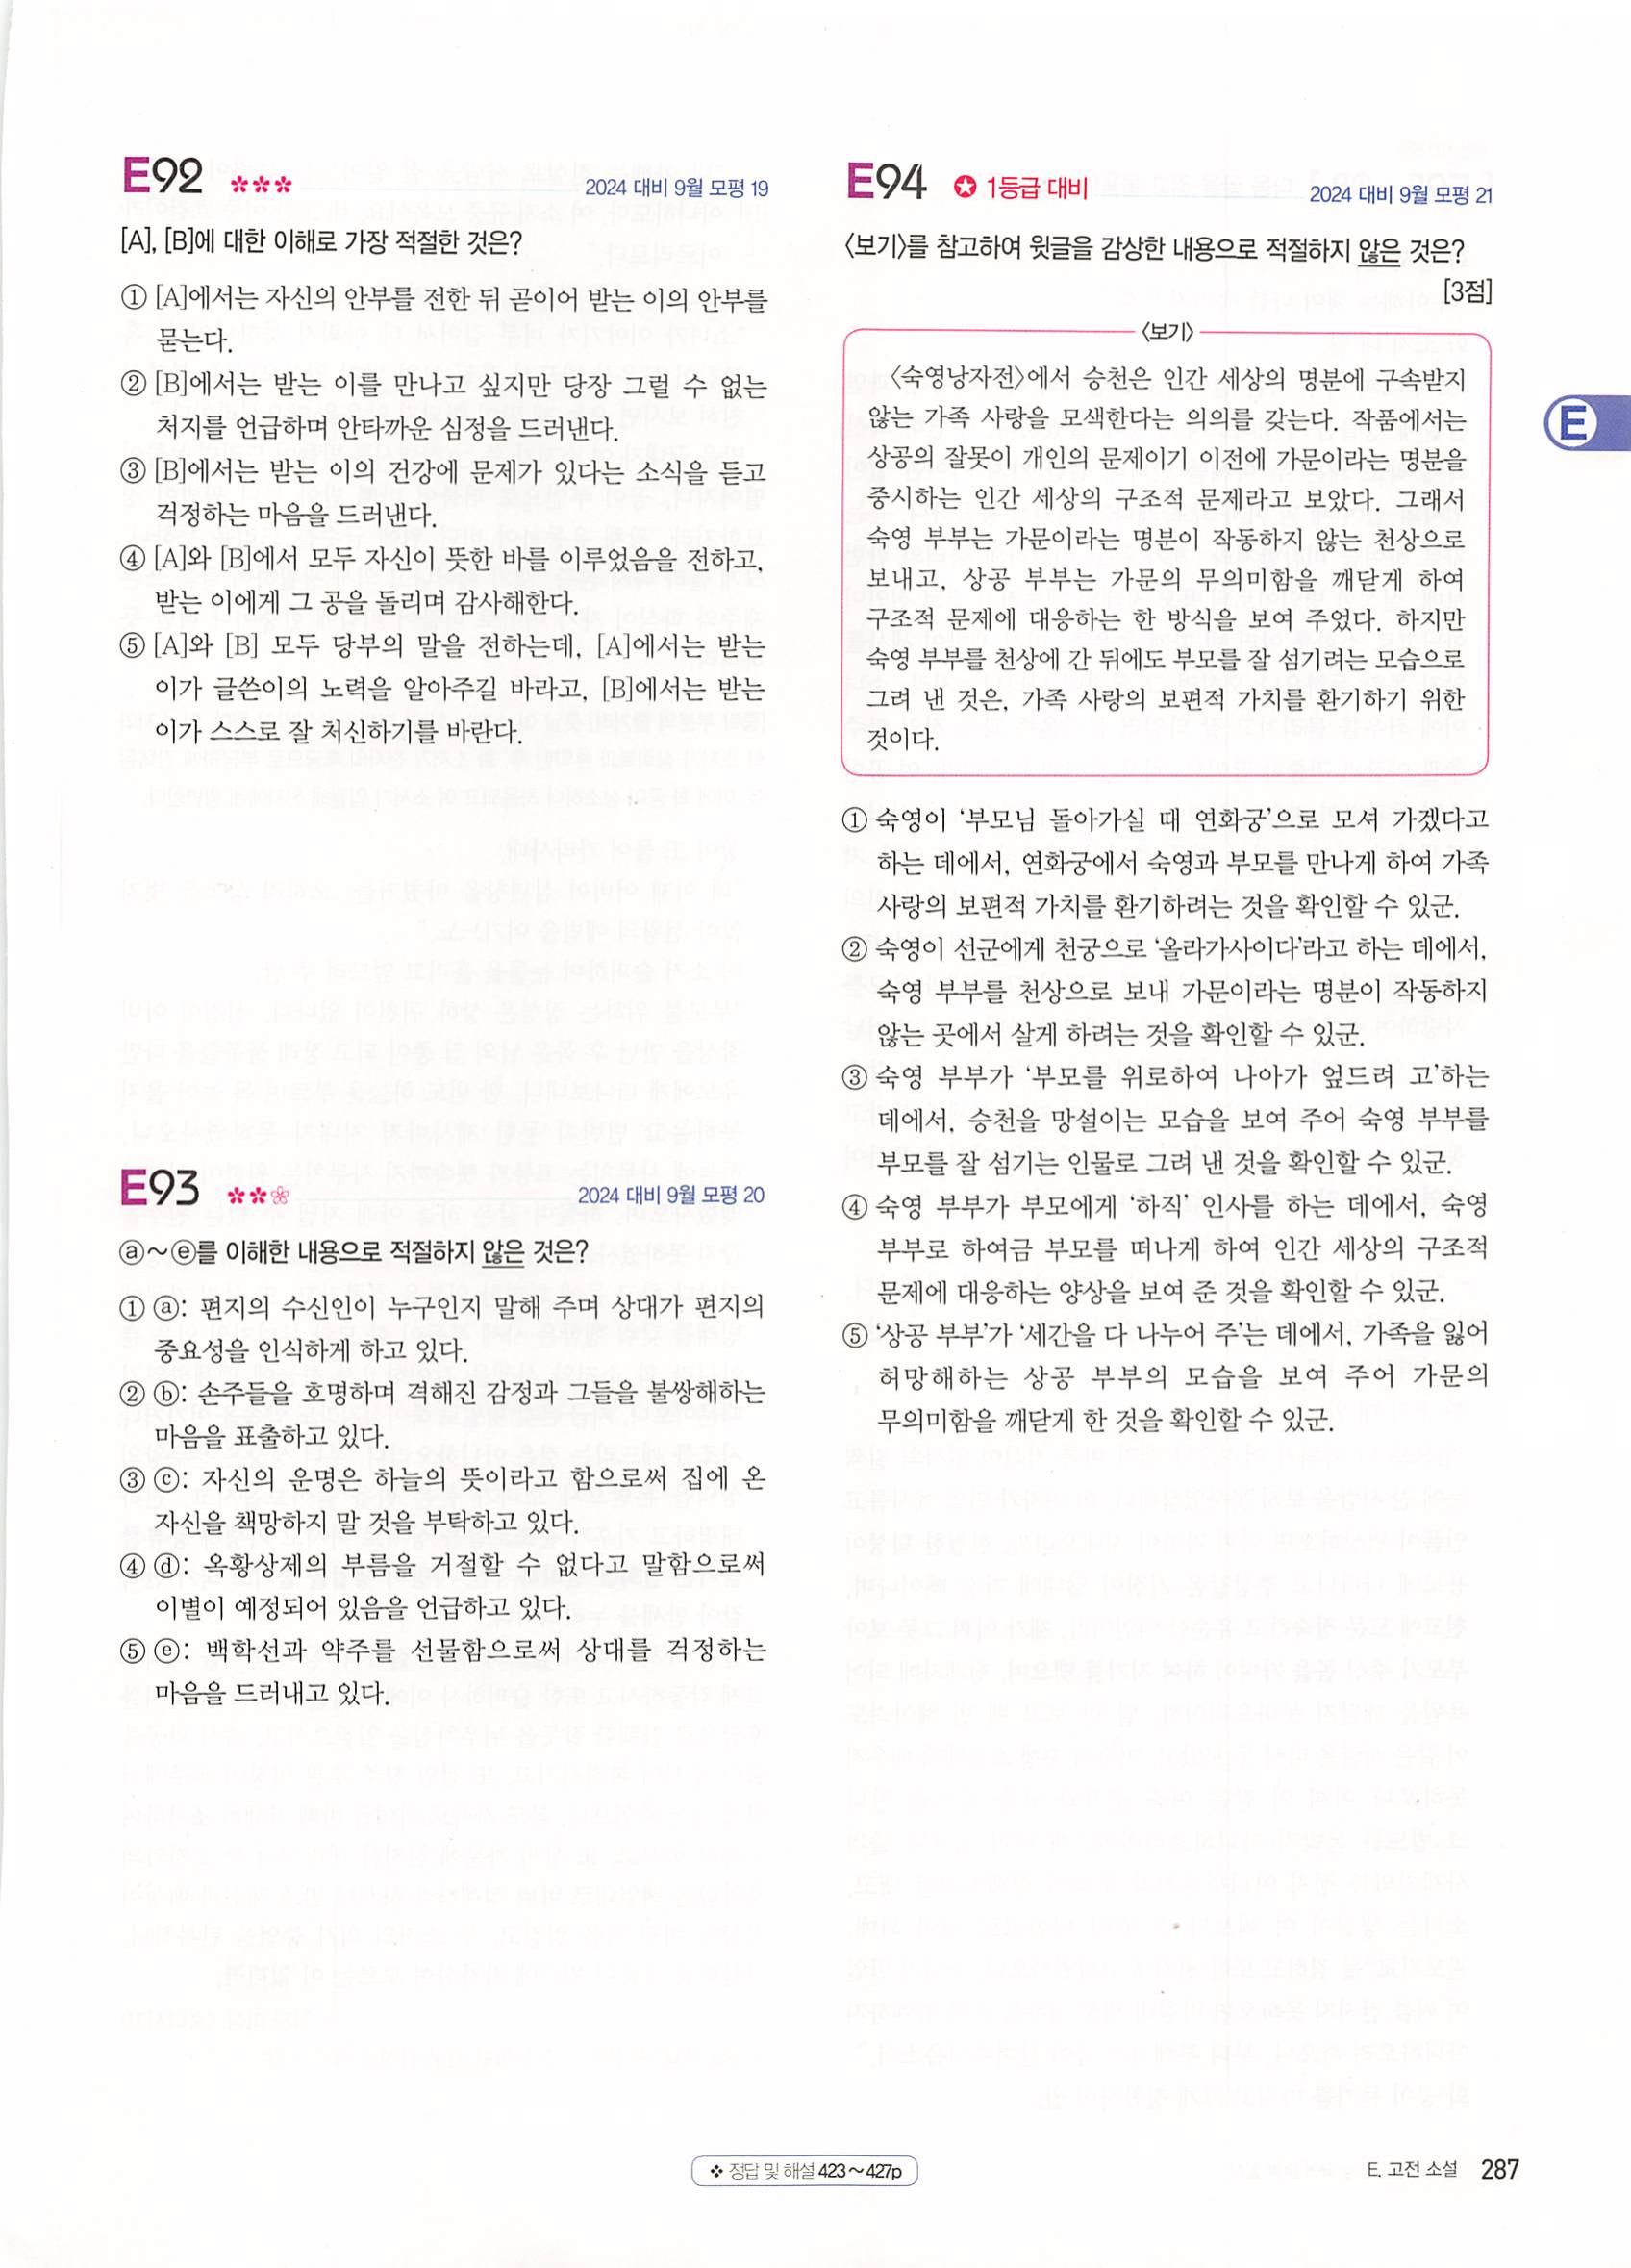 E92 ✽✽✽ 2024 대비 9월 모평 19
[A], [B]에 대한 이해로 가장 적절한 것은?
① [A]에서는 자신의 안부를 전한 뒤 곧이어 받는 이의 안부를
묻는다.
② [B]에서는 받는 이를 만나고 싶지만 당장 그럴 수 없는
처지를 언급하며 안타까운 심정을 드러낸다.
③ [B]에서는 받는 이의 건강에 문제가 있다는 소식을 듣고
걱정하는 마음을 드러낸다.
④ [A]와 [B]에서 모두 자신이 뜻한 바를 이루었음을 전하고,
받는 이에게 그 공을 돌리며 감사해한다.
⑤ [A]와 [B] 모두 당부의 말을 전하는데, [A]에서는 받는
이가 글쓴이의 노력을 알아주길 바라고, [B]에서는 받는
이가 스스로 잘 처신하기를 바란다.
E93 2024 대비 9월 모평 20
ⓐ～ⓔ를 이해한 내용으로 적절하지 않은 것은?
① ⓐ: 편지의 수신인이 누구인지 말해 주며 상대가 편지의
중요성을 인식하게 하고 있다.
② ⓑ: 손주들을 호명하며 격해진 감정과 그들을 불쌍해하는
마음을 표출하고 있다.
③ ⓒ: 자신의 운명은 하늘의 뜻이라고 함으로써 집에 온
자신을 책망하지 말 것을 부탁하고 있다.
④ ⓓ: 옥황상제의 부름을 거절할 수 없다고 말함으로써
이별이 예정되어 있음을 언급하고 있다.
⑤ ⓔ: 백학선과 약주를 선물함으로써 상대를 걱정하는
마음을 드러내고 있다.
E94 ✪ 1등급 대비 2024 대비 9월 모평 21
〈보기〉를 참고하여 윗글을 감상한 내용으로 적절하지 않은 것은?
[3점]
〈보기〉
〈숙영낭자전〉에서 승천은 인간 세상의 명분에 구속받지
않는 가족 사랑을 모색한다는 의의를 갖는다. 작품에서는
상공의 잘못이 개인의 문제이기 이전에 가문이라는 명분을
중시하는 인간 세상의 구조적 문제라고 보았다. 그래서
숙영 부부는 가문이라는 명분이 작동하지 않는 천상으로
보내고, 상공 부부는 가문의 무의미함을 깨닫게 하여
구조적 문제에 대응하는 한 방식을 보여 주었다. 하지만
숙영 부부를 천상에 간 뒤에도 부모를 잘 섬기려는 모습으로
그려 낸 것은, 가족 사랑의 보편적 가치를 환기하기 위한
것이다.
① 숙영이 ‘부모님 돌아가실 때 연화궁’으로 모셔 가겠다고
하는 데에서, 연화궁에서 숙영과 부모를 만나게 하여 가족
사랑의 보편적 가치를 환기하려는 것을 확인할 수 있군.
② 숙영이 선군에게 천궁으로 ‘올라가사이다’라고 하는 데에서,
숙영 부부를 천상으로 보내 가문이라는 명분이 작동하지
않는 곳에서 살게 하려는 것을 확인할 수 있군.
③ 숙영 부부가 ‘부모를 위로하여 나아가 엎드려 고’하는
데에서, 승천을 망설이는 모습을 보여 주어 숙영 부부를
부모를 잘 섬기는 인물로 그려 낸 것을 확인할 수 있군.
④ 숙영 부부가 부모에게 ‘하직’ 인사를 하는 데에서, 숙영
부부로 하여금 부모를 떠나게 하여 인간 세상의 구조적
문제에 대응하는 양상을 보여 준 것을 확인할 수 있군.
⑤ ‘상공 부부’가 ‘세간을 다 나누어 주’는 데에서, 가족을 잃어
허망해하는 상공 부부의 모습을 보여 주어 가문의
무의미함을 깨닫게 한 것을 확인할 수 있군.
E
❖ 정답 및 해설 423～427p
E. 고전 소설 287